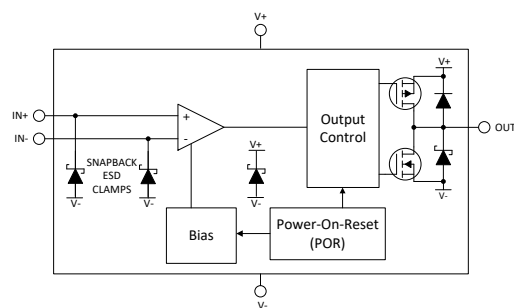 V+
IN+
IN-
+
-
SNAPBACK
ESD
CLAMPS
V-
V-
V+
V-
Output
Control
V+
V-
OUT
Bias
Power-On-Reset
(POR)
V-